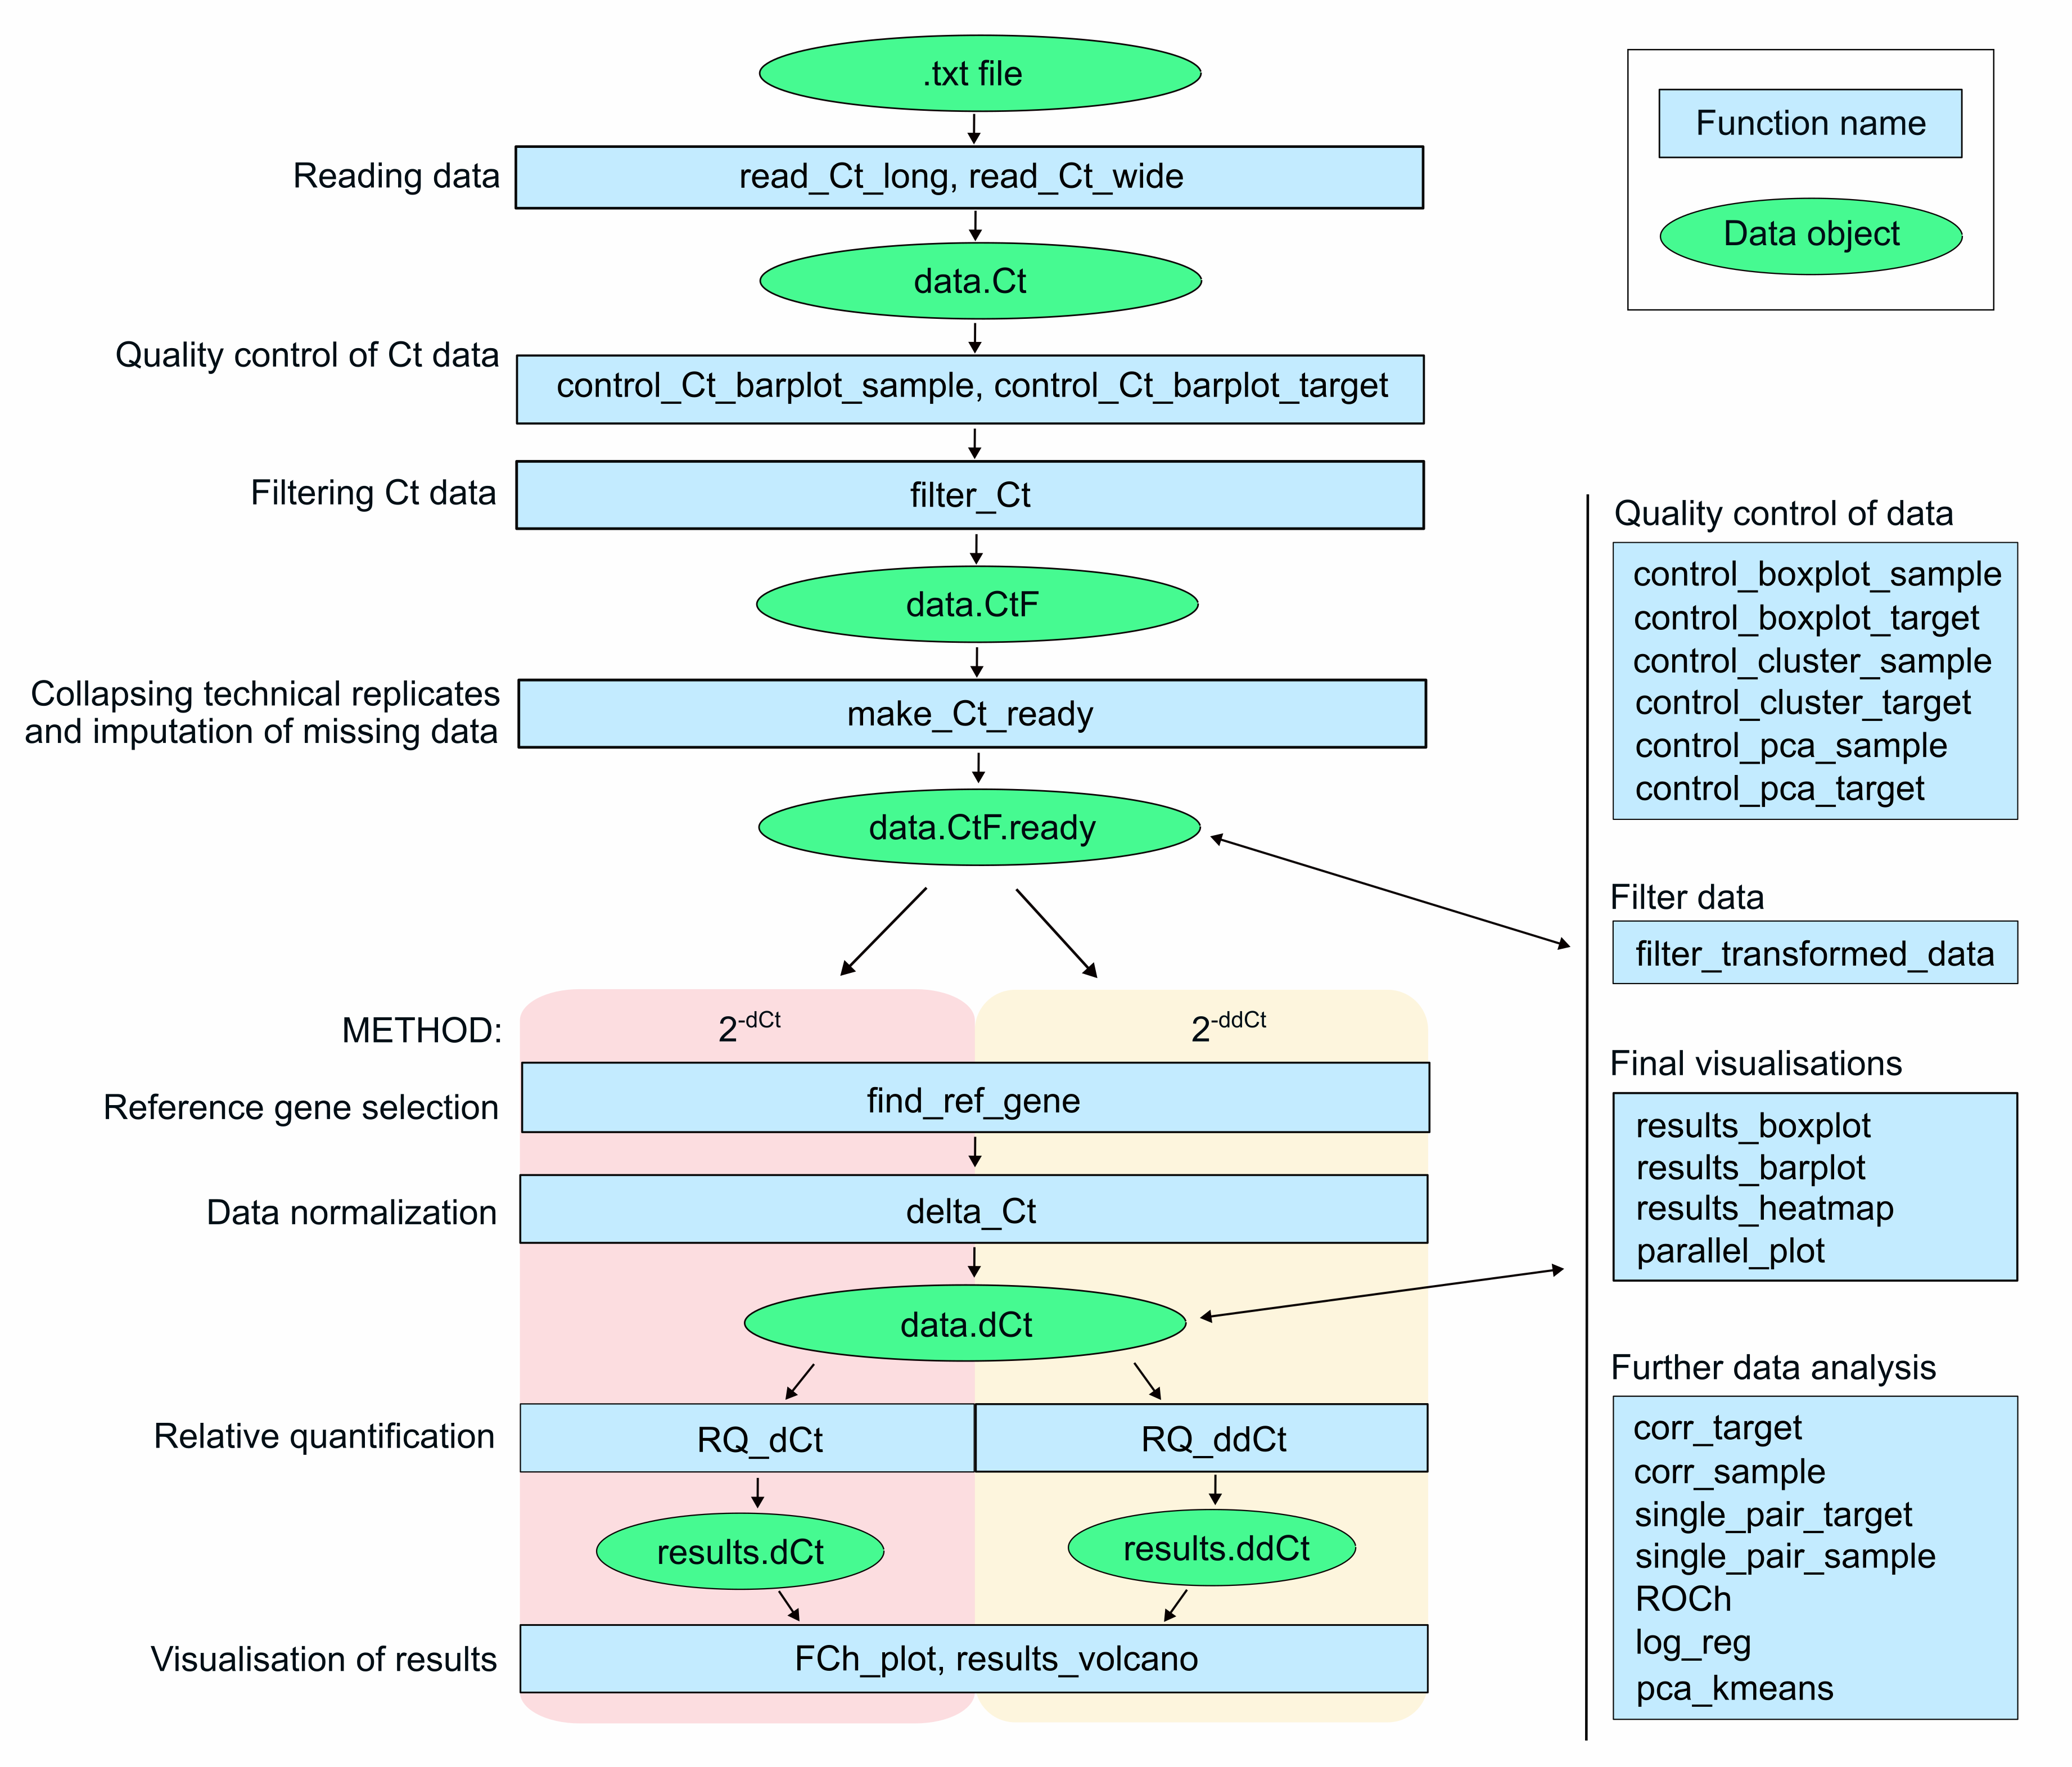 .txt file
Reading data
read_Ct_long, read_Ct_wide
data.Ct
Quality control of Ct data
control_Ct_barplot_sample, control_Ct_barplot_target
Filtering Ct data
filter_Ct
data.CtF
Collapsing technical replicates
and imputation of missing data
make_Ct_ready
data.CtF.ready
METHOD:
2-dCt
2-ddCt
Reference gene selection
find_ref_gene
Data normalization
delta_Ct
data.dCt
Relative quantification
RQ_dCt
RQ_ddCt
results.dCt
results.ddCt
Visualisation of results
FCh_plot, results_volcano
Function name
Data object
Quality control of data
control_boxplot_sample
control_boxplot_target
control_cluster_sample
control_cluster_target
control_pca_sample
control_pca_target
Filter data
filter_transformed_data
Final visualisations
results_boxplot
results_barplot
results_heatmap
parallel_plot
Further data analysis
corr_target
corr_sample
single_pair_target
single_pair_sample
ROCh
log_reg
pca_kmeans